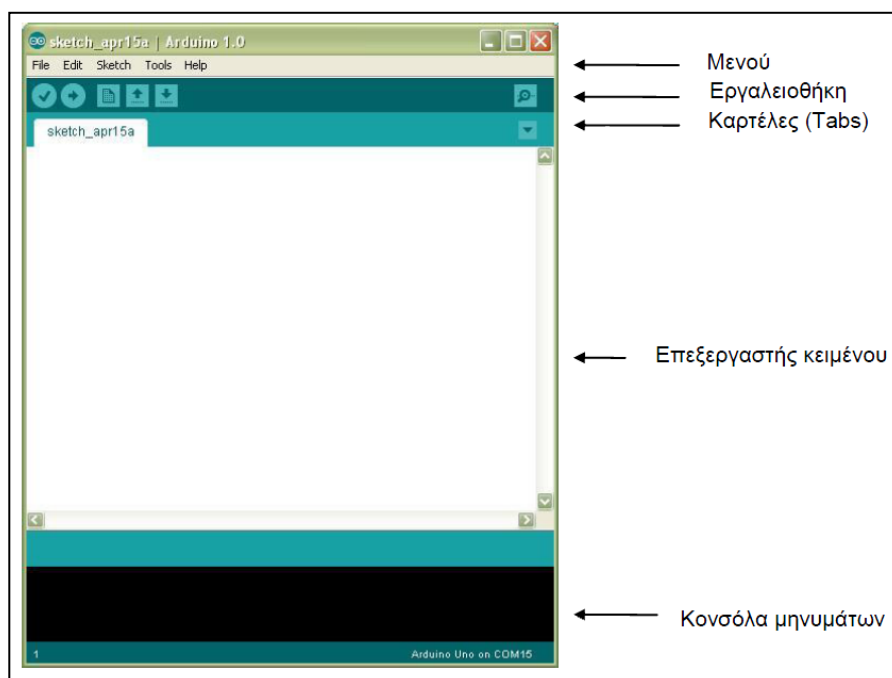 sketch_apr15a | Arduino 1.0
File Edit Sketch Tools Help
sketch_apr15a
1
Arduino Uno on COM15
Μενού
Εργαλειοθήκη
Καρτέλες (Tabs)
Επεξεργαστής κειμένου
Κονσόλα μηνυμάτων